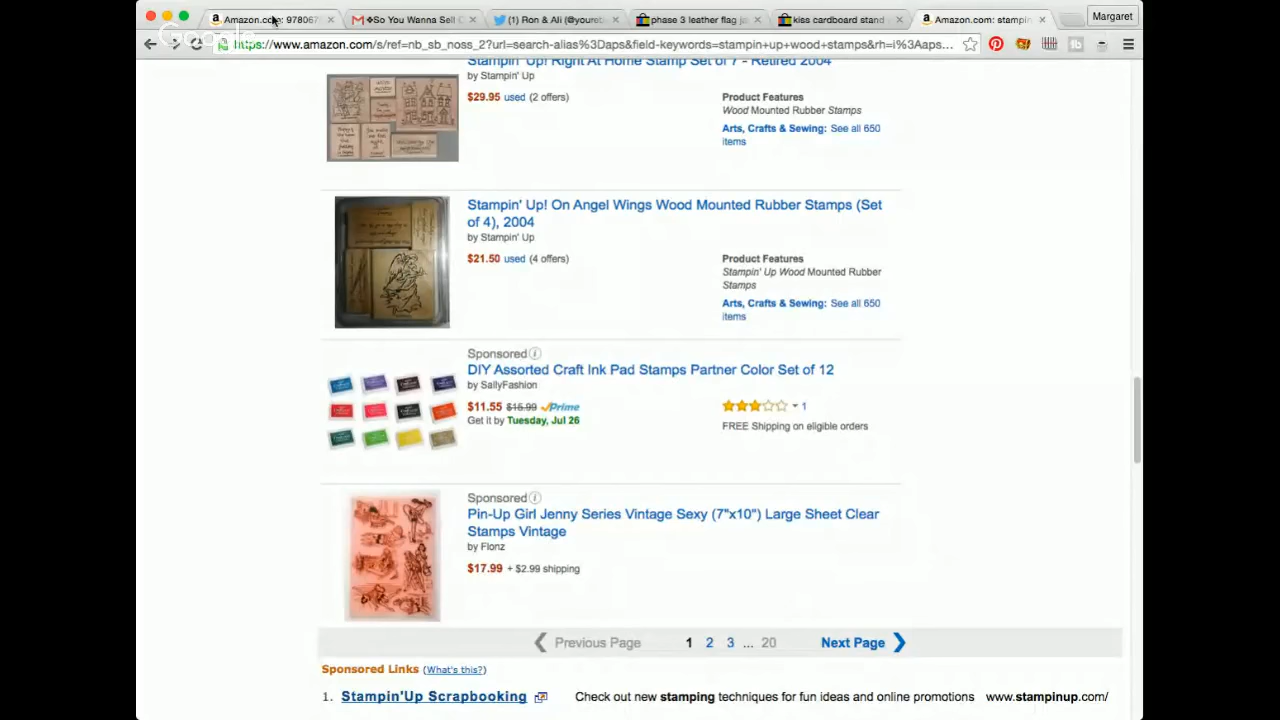 Amazon.com: 97806?
❖So You Wanna Sell C
(1) Ron & Ali (@youreb
phase 3 leather flag ja
kiss cardboard stand
Amazon.com: stampin
Margaret
Google
https://www.amazon.com/s/ref=nb_sb_noss_2?url=search-alias%3Daps&field-keywords=stampin+up+wood+stamps&rh=i%3Aaps...
Stampin' Up! Right At Home Stamp Set of 7 - Retired 2004
by Stampin' Up
$29.95 used (2 offers)
Product Features
Wood Mounted Rubber Stamps
Arts, Crafts & Sewing: See all 650
items
Stampin' Up! On Angel Wings Wood Mounted Rubber Stamps (Set
of 4), 2004
by Stampin' Up
$21.50 used (4 offers)
Product Features
Stampin' Up Wood Mounted Rubber
Stamps
Arts, Crafts & Sewing: See all 650
items
Sponsored
DIY Assorted Craft Ink Pad Stamps Partner Color Set of 12
by SallyFashion
$11.55 $15.99 Prime
Get it by Tuesday, Jul 26
1
FREE Shipping on eligible orders
Sponsored
Pin-Up Girl Jenny Series Vintage Sexy (7"x10") Large Sheet Clear
Stamps Vintage
by Flonz
$17.99 + $2.99 shipping
Previous Page 1 2 3 ... 20 Next Page
Sponsored Links (What's this?)
1. Stampin'Up Scrapbooking
Check out new stamping techniques for fun ideas and online promotions www.stampinup.com/